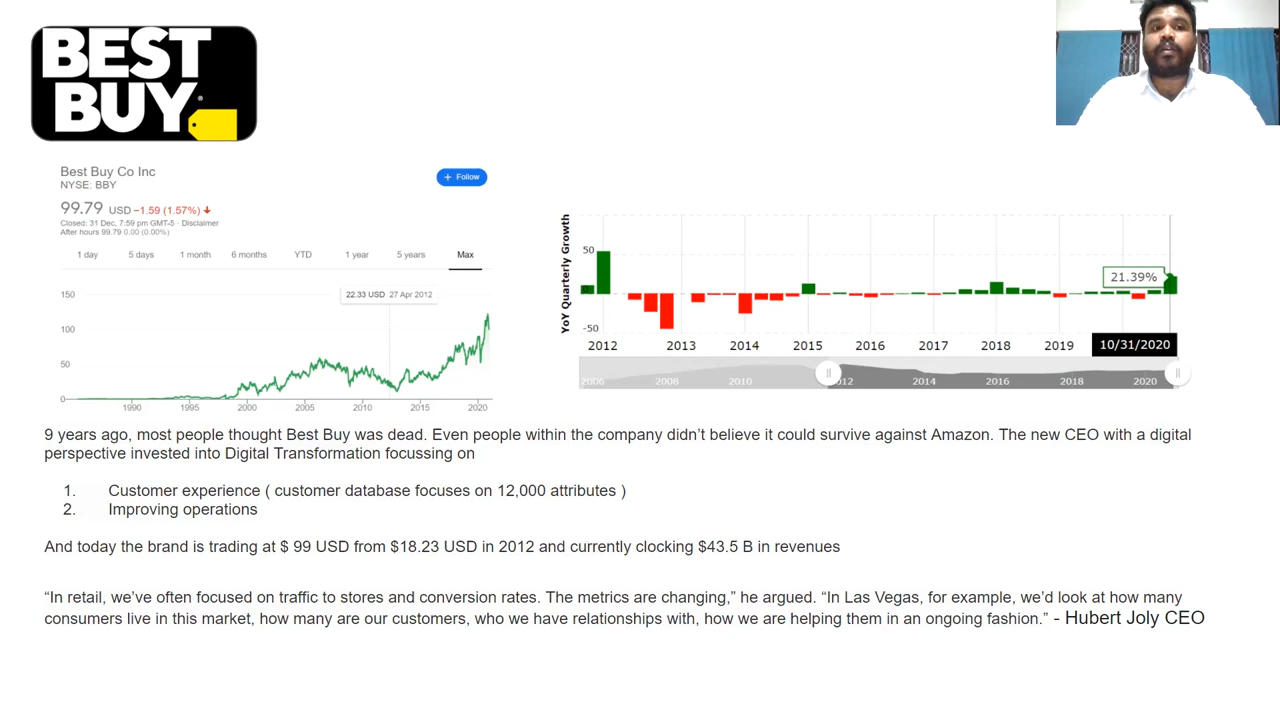 BEST
BUY
Best Buy Co Inc
NYSE: BBY
+ Follow
99.79 USD −1.59 (1.57%)
Closed: 31 Dec, 7:59 pm GMT-5 · Disclaimer
After hours 99.79 0.00 (0.00%)
1 day 5 days 1 month 6 months YTD 1 year 5 years Max
22.33 USD 27 Apr 2012
150
100
50
0
1990 1995 2000 2005 2010 2015 2020
YoY Quarterly Growth
50
-50
21.39%
2012 2013 2014 2015 2016 2017 2018 2019 10/31/2020
2006 2008 2010 2012 2014 2016 2018 2020
9 years ago, most people thought Best Buy was dead. Even people within the company didn’t believe it could survive against Amazon. The new CEO with a digital
perspective invested into Digital Transformation focussing on
1. Customer experience ( customer database focuses on 12,000 attributes )
2. Improving operations
And today the brand is trading at $ 99 USD from $18.23 USD in 2012 and currently clocking $43.5 B in revenues
“In retail, we’ve often focused on traffic to stores and conversion rates. The metrics are changing,” he argued. “In Las Vegas, for example, we’d look at how many
consumers live in this market, how many are our customers, who we have relationships with, how we are helping them in an ongoing fashion.” - Hubert Joly CEO